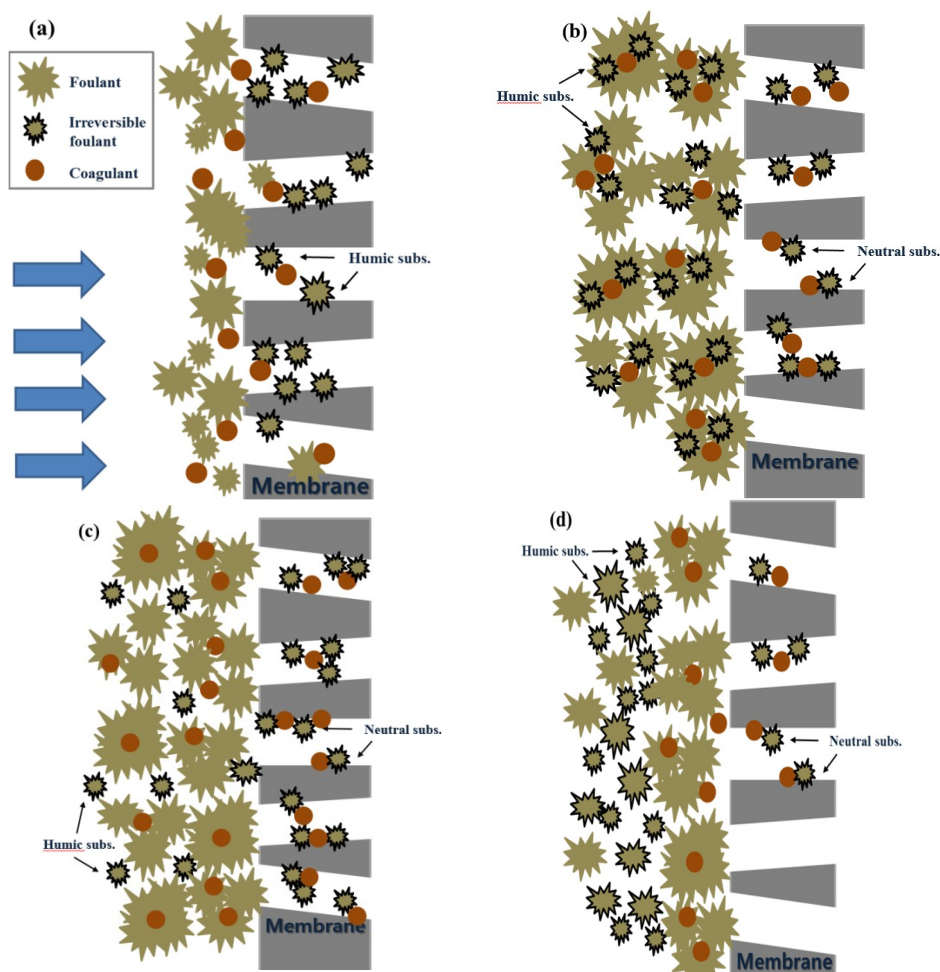 (a)
Foulant
Irreversible
foulant
Coagulant
Humic subs.
Membrane
(b)
Humic subs.
Neutral subs.
Membrane
(c)
Neutral subs.
Humic subs.
Membrane
(d)
Humic subs.
Neutral subs.
Membrane